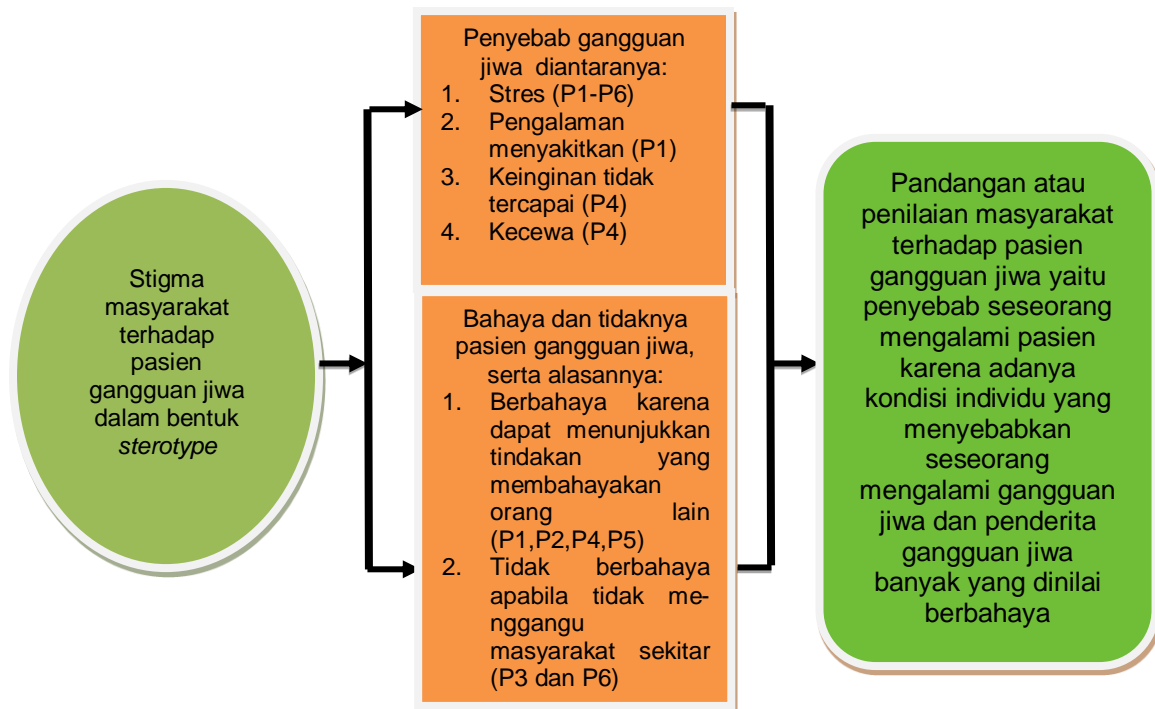 Stigma
masyarakat
terhadap
pasien
gangguan jiwa
dalam bentuk
sterotype
Penyebab gangguan
jiwa diantaranya:
1. Stres (P1-P6)
2. Pengalaman
menyakitkan (P1)
3. Keinginan tidak
tercapai (P4)
4. Kecewa (P4)
Bahaya dan tidaknya
pasien gangguan jiwa,
serta alasannya:
1. Berbahaya karena
dapat menunjukkan
tindakan yang
membahayakan
orang lain
(P1,P2,P4,P5)
2. Tidak berbahaya
apabila tidak me-
nggangu
masyarakat sekitar
(P3 dan P6)
Pandangan atau
penilaian masyarakat
terhadap pasien
gangguan jiwa yaitu
penyebab seseorang
mengalami pasien
karena adanya
kondisi individu yang
menyebabkan
seseorang
mengalami gangguan
jiwa dan penderita
gangguan jiwa
banyak yang dinilai
berbahaya